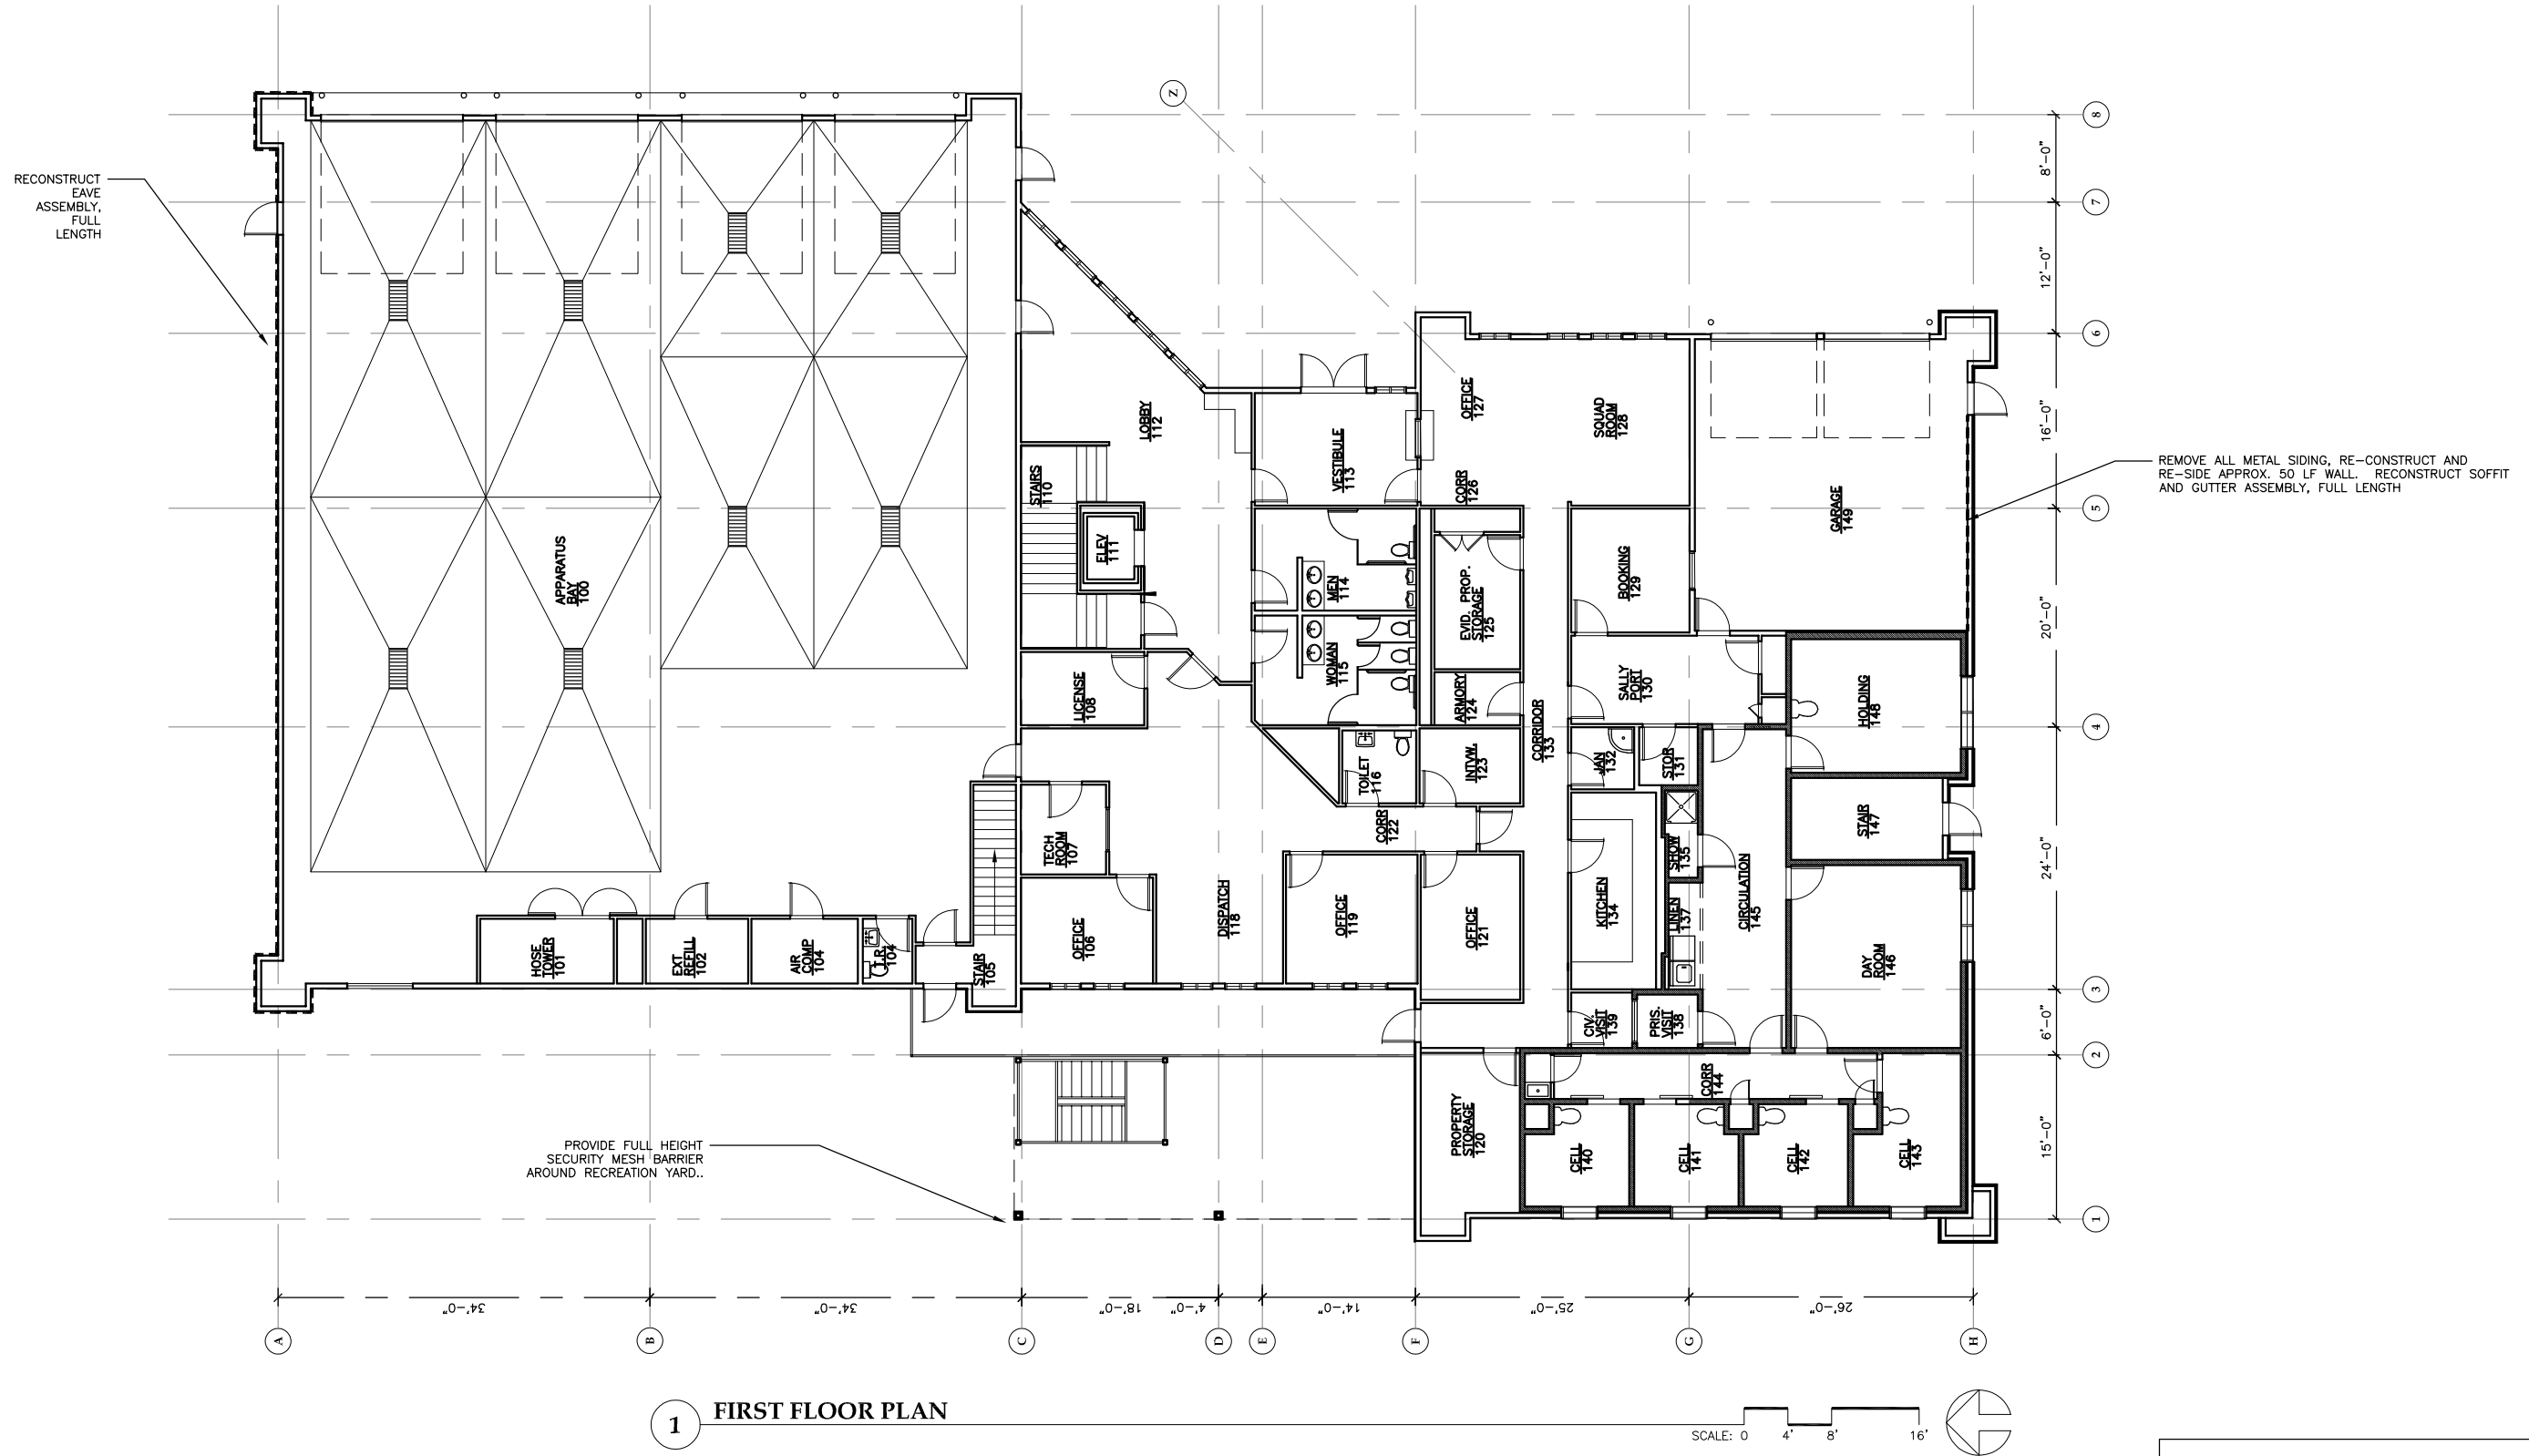 Z
8
7
6
5
4
3
2
1
8'-0"
12'-0"
16'-0"
20'-0"
24'-0"
6'-0"
15'-0"
RECONSTRUCT
EAVE
ASSEMBLY,
FULL
LENGTH
REMOVE ALL METAL SIDING, RE-CONSTRUCT AND
RE-SIDE APPROX. 50 LF WALL. RECONSTRUCT SOFFIT
AND GUTTER ASSEMBLY, FULL LENGTH
PROVIDE FULL HEIGHT
SECURITY MESH BARRIER
AROUND RECREATION YARD..
APPARATUS
BAY
100
HOSE
TOWER
101
EXT
REFILL
102
AIR
COMP
104
T.R.
104
STAIR
105
OFFICE
106
TECH
ROOM
107
LICENSE
108
STAIRS
110
ELEV
111
LOBBY
112
VESTIBULE
113
MEN
114
WOMAN
115
TOILET
116
DISPATCH
118
OFFICE
119
PROPERTY
STORAGE
120
OFFICE
121
CORR
122
INTVW.
123
ARMORY
124
EVID. PROP.
STORAGE
125
CORR
126
OFFICE
127
SQUAD
ROOM
128
BOOKING
129
SALLY
PORT
130
STOR
131
JAN
132
CORRIDOR
133
KITCHEN
134
SHOW
135
LINEN
137
PRIS.
VISIT
138
CIV.
VISIT
139
CELL
140
CELL
141
CELL
142
CELL
143
CORR
144
CIRCULATION
145
DAY
ROOM
146
STAIR
147
HOLDING
148
GARAGE
149
34'-0"
34'-0"
18'-0"
4'-0"
14'-0"
25'-0"
26'-0"
A
B
C
D
E
F
G
H
1
FIRST FLOOR PLAN
SCALE: 0 4' 8' 16'